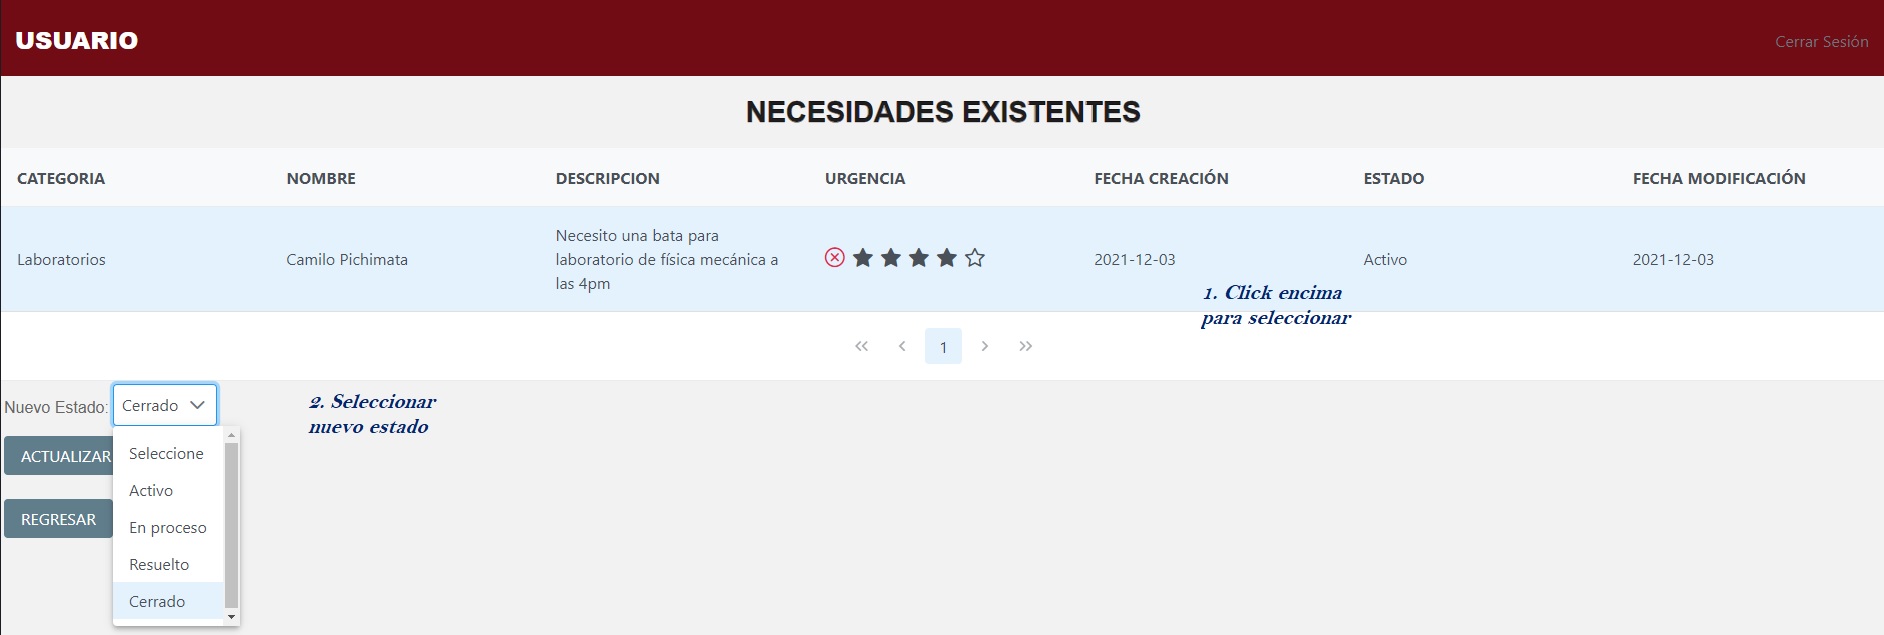 USUARIO
Cerrar Sesión
NECESIDADES EXISTENTES
CATEGORIA NOMBRE DESCRIPCION URGENCIA FECHA CREACIÓN ESTADO FECHA MODIFICACIÓN
Necesito una bata para
Laboratorios Camilo Pichimata laboratorio de física mecánica a 2021-12-03 Activo 2021-12-03
las 4pm
1. Click encima
para seleccionar
1
Nuevo Estado: Cerrado
2. Seleccionar
nuevo estado
Seleccione
ACTUALIZAR
Activo
REGRESAR
En proceso
Resuelto
Cerrado